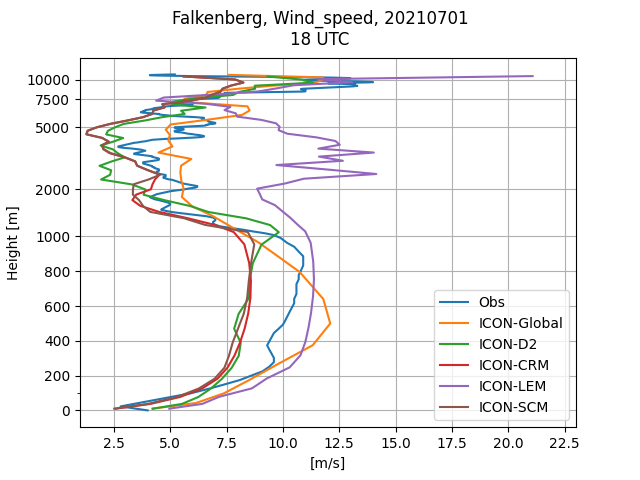 Falkenberg, Wind_speed, 20210701
18 UTC
10000
7500
5000
2000
1000
800
600
400
200
0
Height [m]
2.5 5.0 7.5 10.0 12.5 15.0 17.5 20.0 22.5
[m/s]
Obs
ICON-Global
ICON-D2
ICON-CRM
ICON-LEM
ICON-SCM